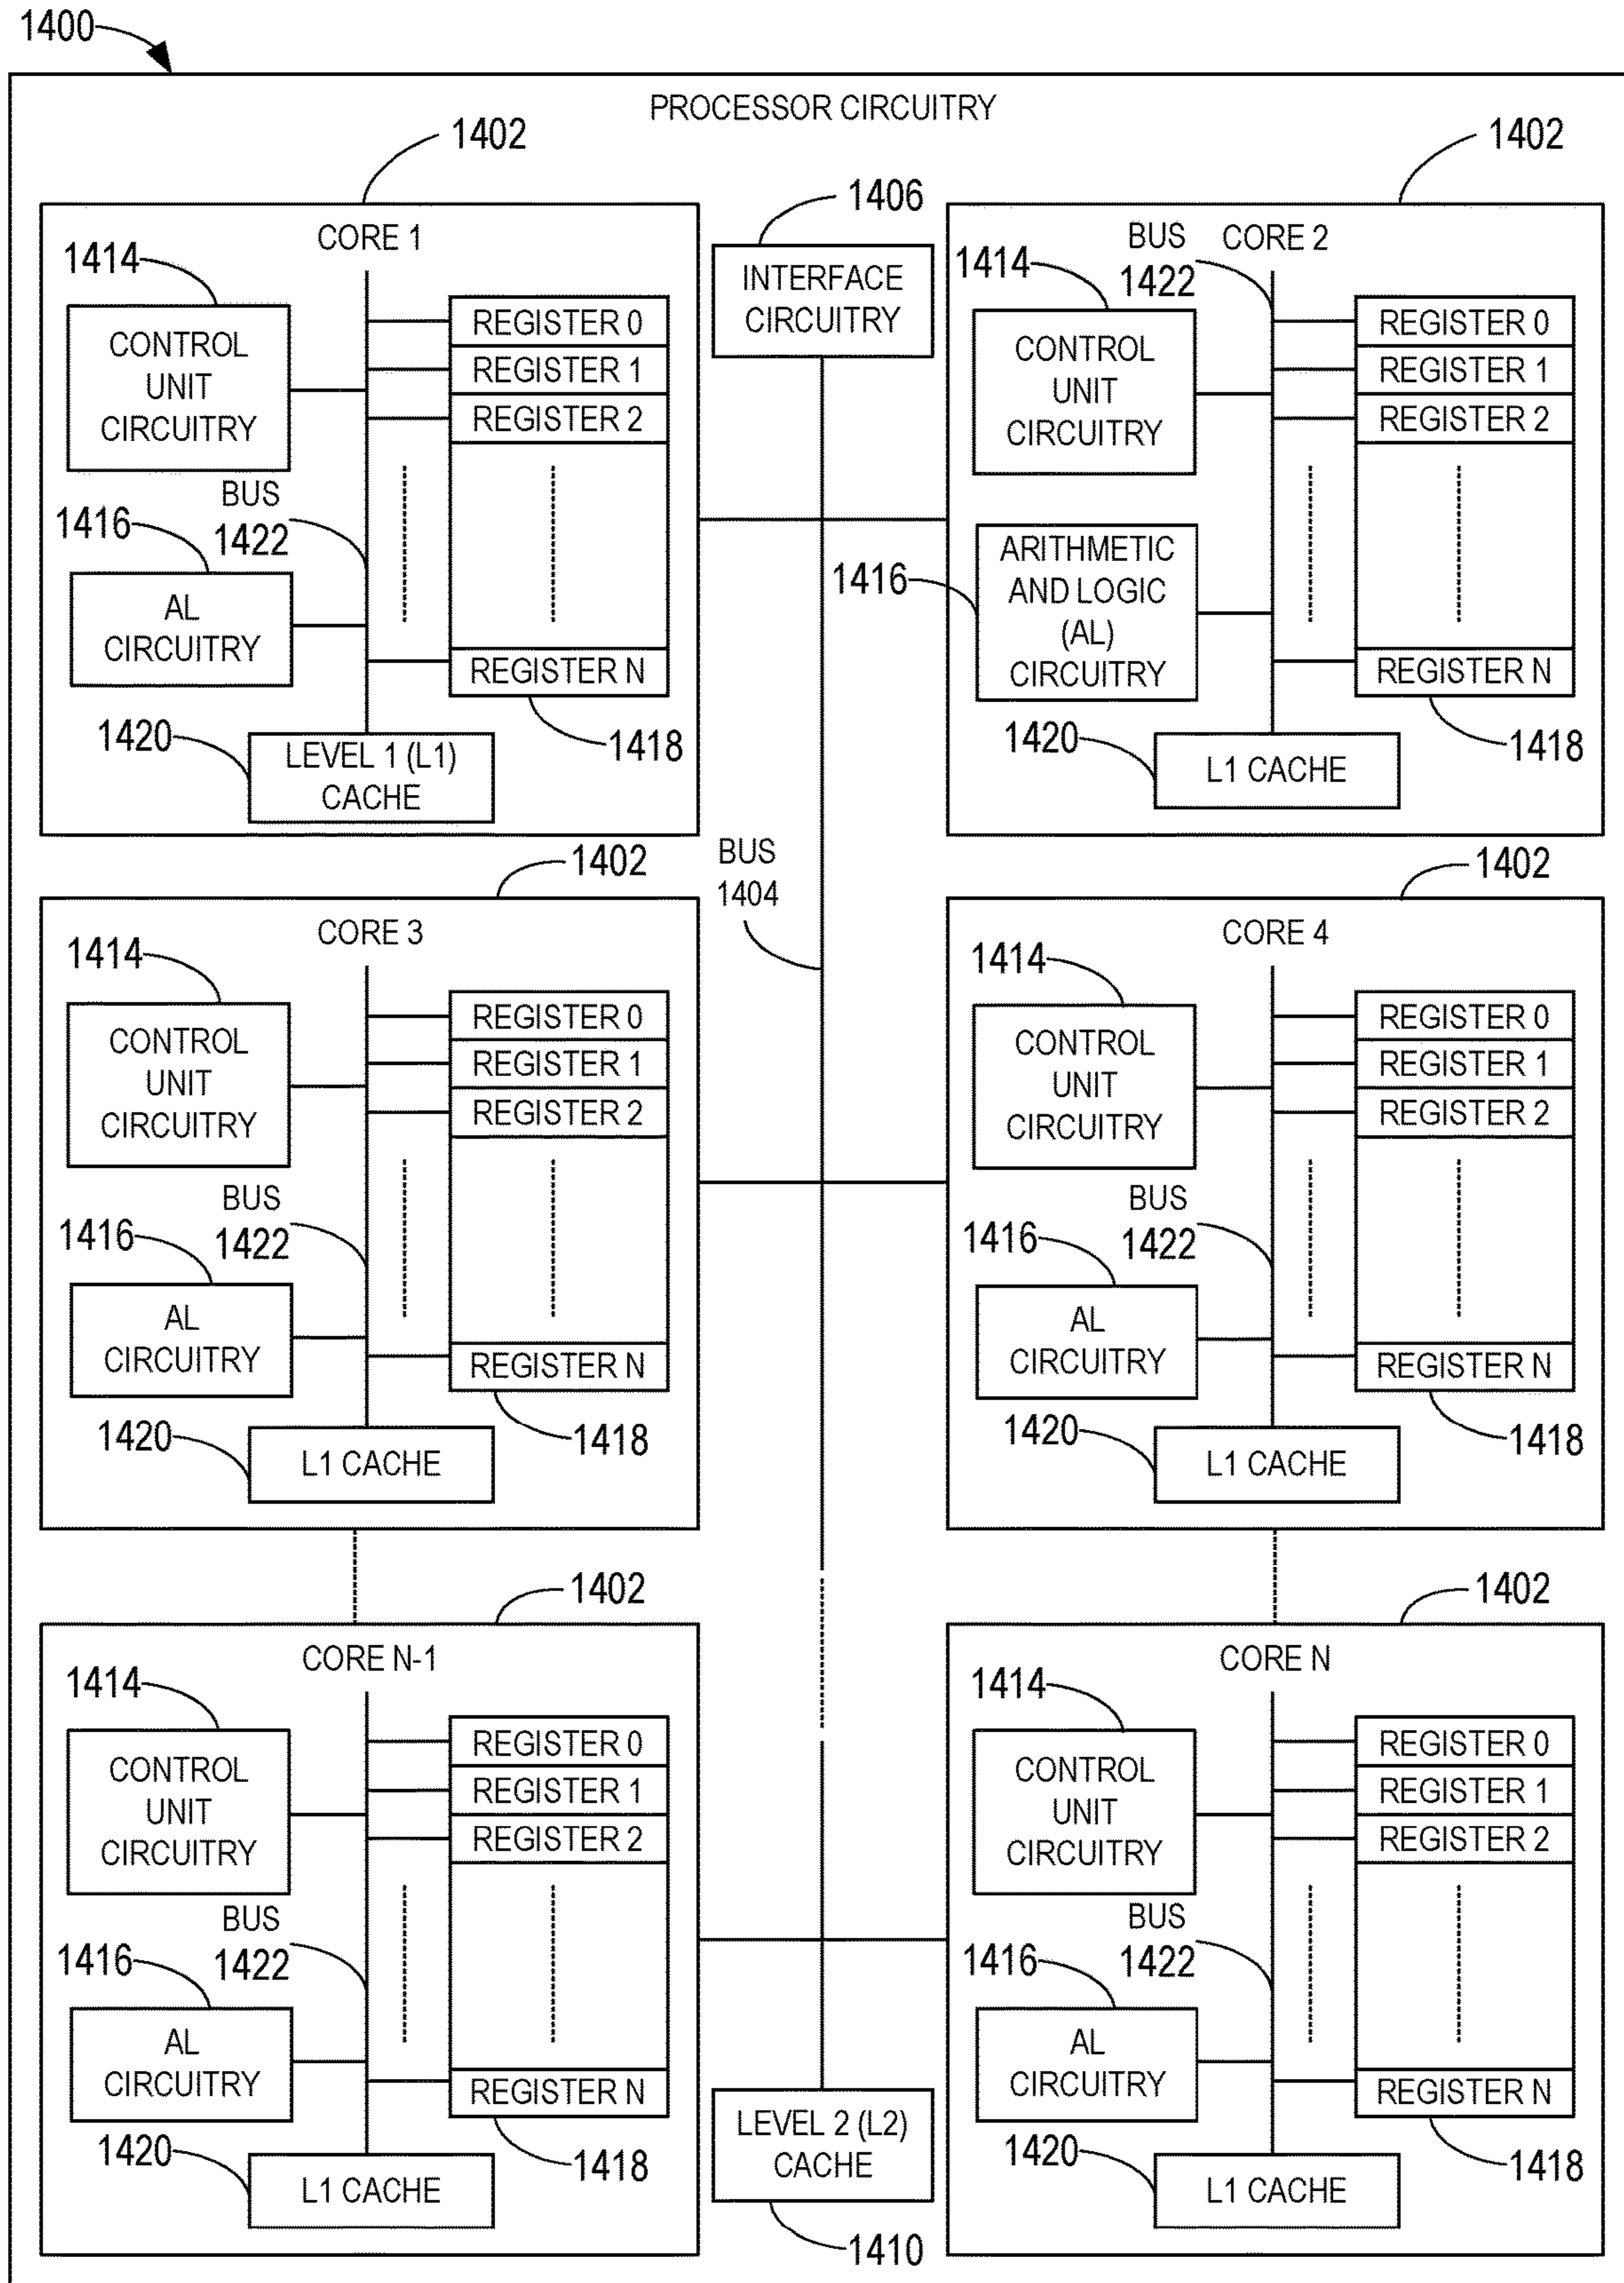 1400
PROCESSOR CIRCUITRY
1402
CORE 1
1414
CONTROL
UNIT
CIRCUITRY
REGISTER 0
REGISTER 1
REGISTER 2
BUS
1422
1416
AL
CIRCUITRY
REGISTER N
1418
1420
LEVEL 1 (L1)
CACHE
1406
INTERFACE
CIRCUITRY
1402
BUS
1422
CORE 2
1414
CONTROL
UNIT
CIRCUITRY
REGISTER 0
REGISTER 1
REGISTER 2
1416
ARITHMETIC
AND LOGIC
(AL)
CIRCUITRY
REGISTER N
1418
1420
L1 CACHE
BUS
1404
1402
CORE 3
1414
CONTROL
UNIT
CIRCUITRY
REGISTER 0
REGISTER 1
REGISTER 2
BUS
1422
1416
AL
CIRCUITRY
REGISTER N
1418
1420
L1 CACHE
1402
CORE 4
1414
CONTROL
UNIT
CIRCUITRY
REGISTER 0
REGISTER 1
REGISTER 2
BUS
1422
1416
AL
CIRCUITRY
REGISTER N
1418
1420
L1 CACHE
1402
CORE N-1
1414
CONTROL
UNIT
CIRCUITRY
REGISTER 0
REGISTER 1
REGISTER 2
BUS
1422
1416
AL
CIRCUITRY
REGISTER N
1418
1420
L1 CACHE
1402
CORE N
1414
CONTROL
UNIT
CIRCUITRY
REGISTER 0
REGISTER 1
REGISTER 2
BUS
1422
1416
AL
CIRCUITRY
REGISTER N
1418
1420
L1 CACHE
LEVEL 2 (L2)
CACHE
1410